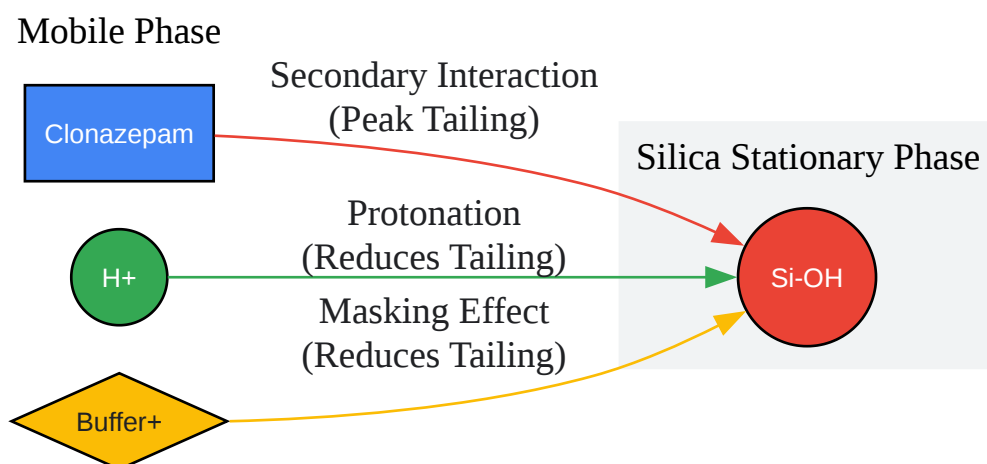 Mobile Phase
Clonazepam
Secondary Interaction
(Peak Tailing)
Silica Stationary Phase
H+
Protonation
(Reduces Tailing)
Si-OH
Masking Effect
(Reduces Tailing)
Buffer+